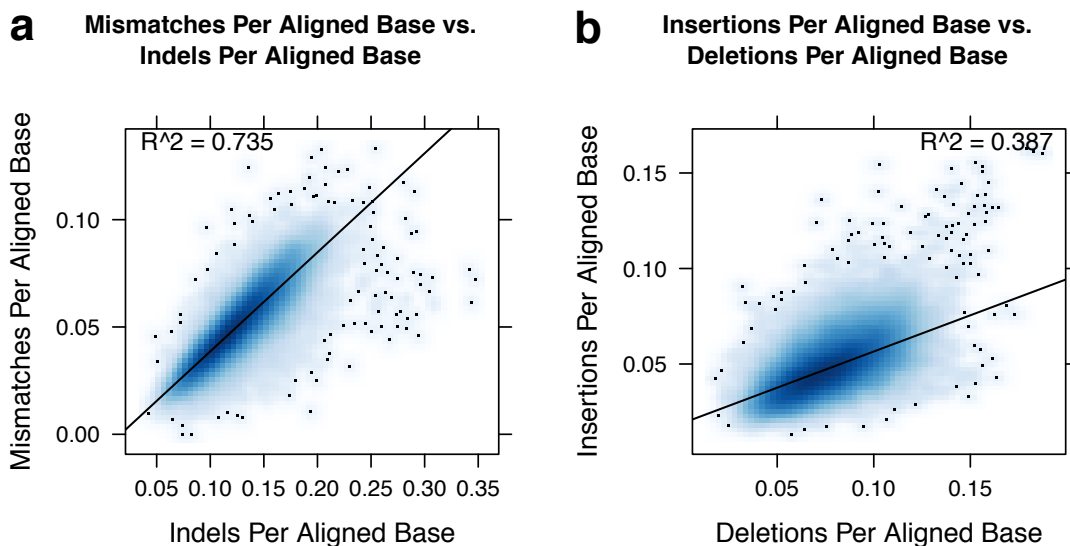 a
Mismatches Per Aligned Base vs.
Indels Per Aligned Base
R^2 = 0.735
Mismatches Per Aligned Base
0.10
0.05
0.00
0.05 0.10 0.15 0.20 0.25 0.30 0.35
Indels Per Aligned Base
b
Insertions Per Aligned Base vs.
Deletions Per Aligned Base
R^2 = 0.387
Insertions Per Aligned Base
0.15
0.10
0.05
0.05 0.10 0.15
Deletions Per Aligned Base